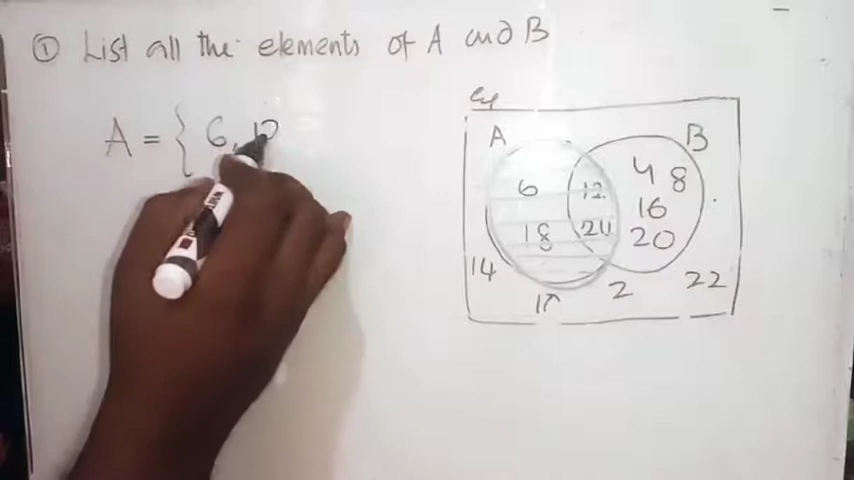 ① List all the elements of A and B
A = { 6, 12
A
B
6
12
4
8
18
24
16
20
14
2
22